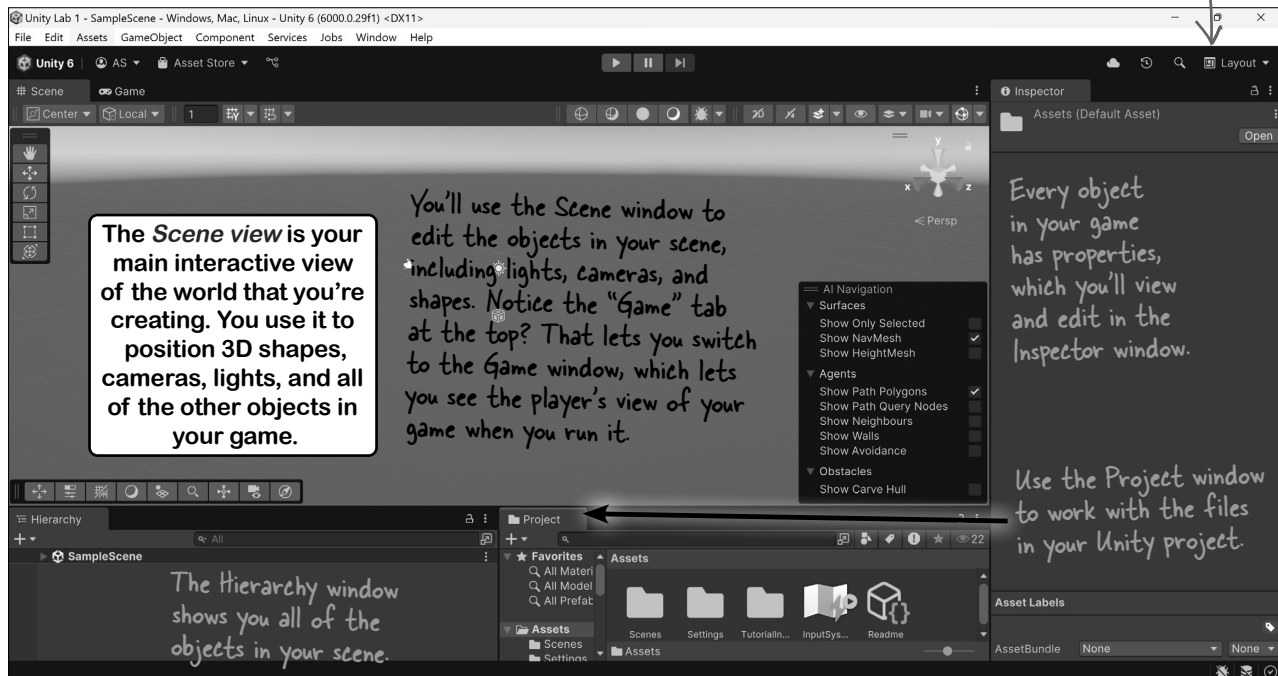 Unity Lab 1 - SampleScene - Windows, Mac, Linux - Unity 6 (6000.0.29f1) <DX11>
File Edit Assets GameObject Component Services Jobs Window Help
Unity 6 AS Asset Store Layout
# Scene Game
Inspector
Center Local 1 2D
Assets (Default Asset)
Open
y
x z
Persp
The Scene view is your
main interactive view
of the world that you're
creating. You use it to
position 3D shapes,
cameras, lights, and all
of the other objects in
your game.
You'll use the Scene window to
edit the objects in your scene,
including lights, cameras, and
shapes. Notice the "Game" tab
at the top? That lets you switch
to the Game window, which lets
you see the player's view of your
game when you run it.
AI Navigation
Surfaces
Show Only Selected
Show NavMesh
Show HeightMesh
Agents
Show Path Polygons
Show Path Query Nodes
Show Neighbours
Show Walls
Show Avoidance
Obstacles
Show Carve Hull
Every object
in your game
has properties,
which you'll view
and edit in the
Inspector window.
Use the Project window
to work with the files
in your Unity project.
Hierarchy
All
SampleScene
The Hierarchy window
shows you all of the
objects in your scene.
Project
22
Favorites
All Materi
All Model
All Prefab
Assets
Scenes
Settings
Assets
Scenes Settings TutorialIn... InputSys... Readme
Assets
Asset Labels
AssetBundle None None